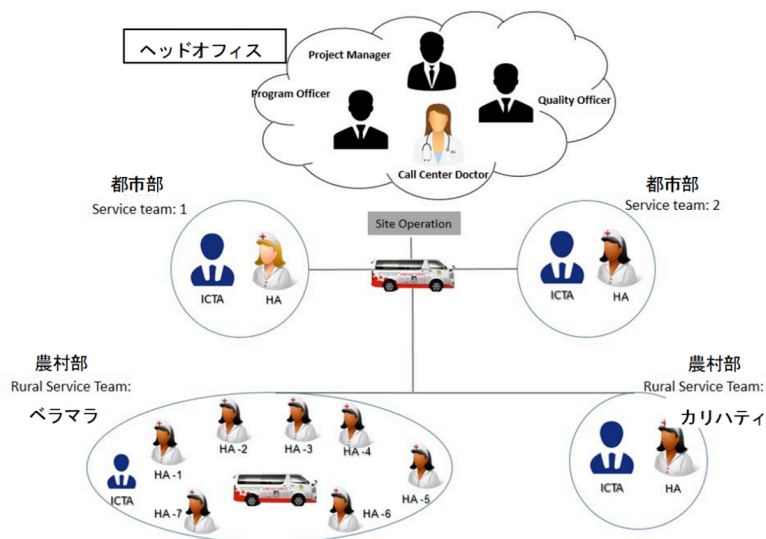 ヘッドオフィス
Project Manager
Program Officer
Quality Officer
Call Center Doctor
都市部
Service team: 1
ICTA
HA
Site Operation
都市部
Service team: 2
ICTA
HA
農村部
Rural Service Team:
ベラマラ
ICTA
HA -1
HA -2
HA -3
HA -4
HA -5
HA -6
HA -7
農村部
Rural Service Team:
カリハティ
ICTA
HA